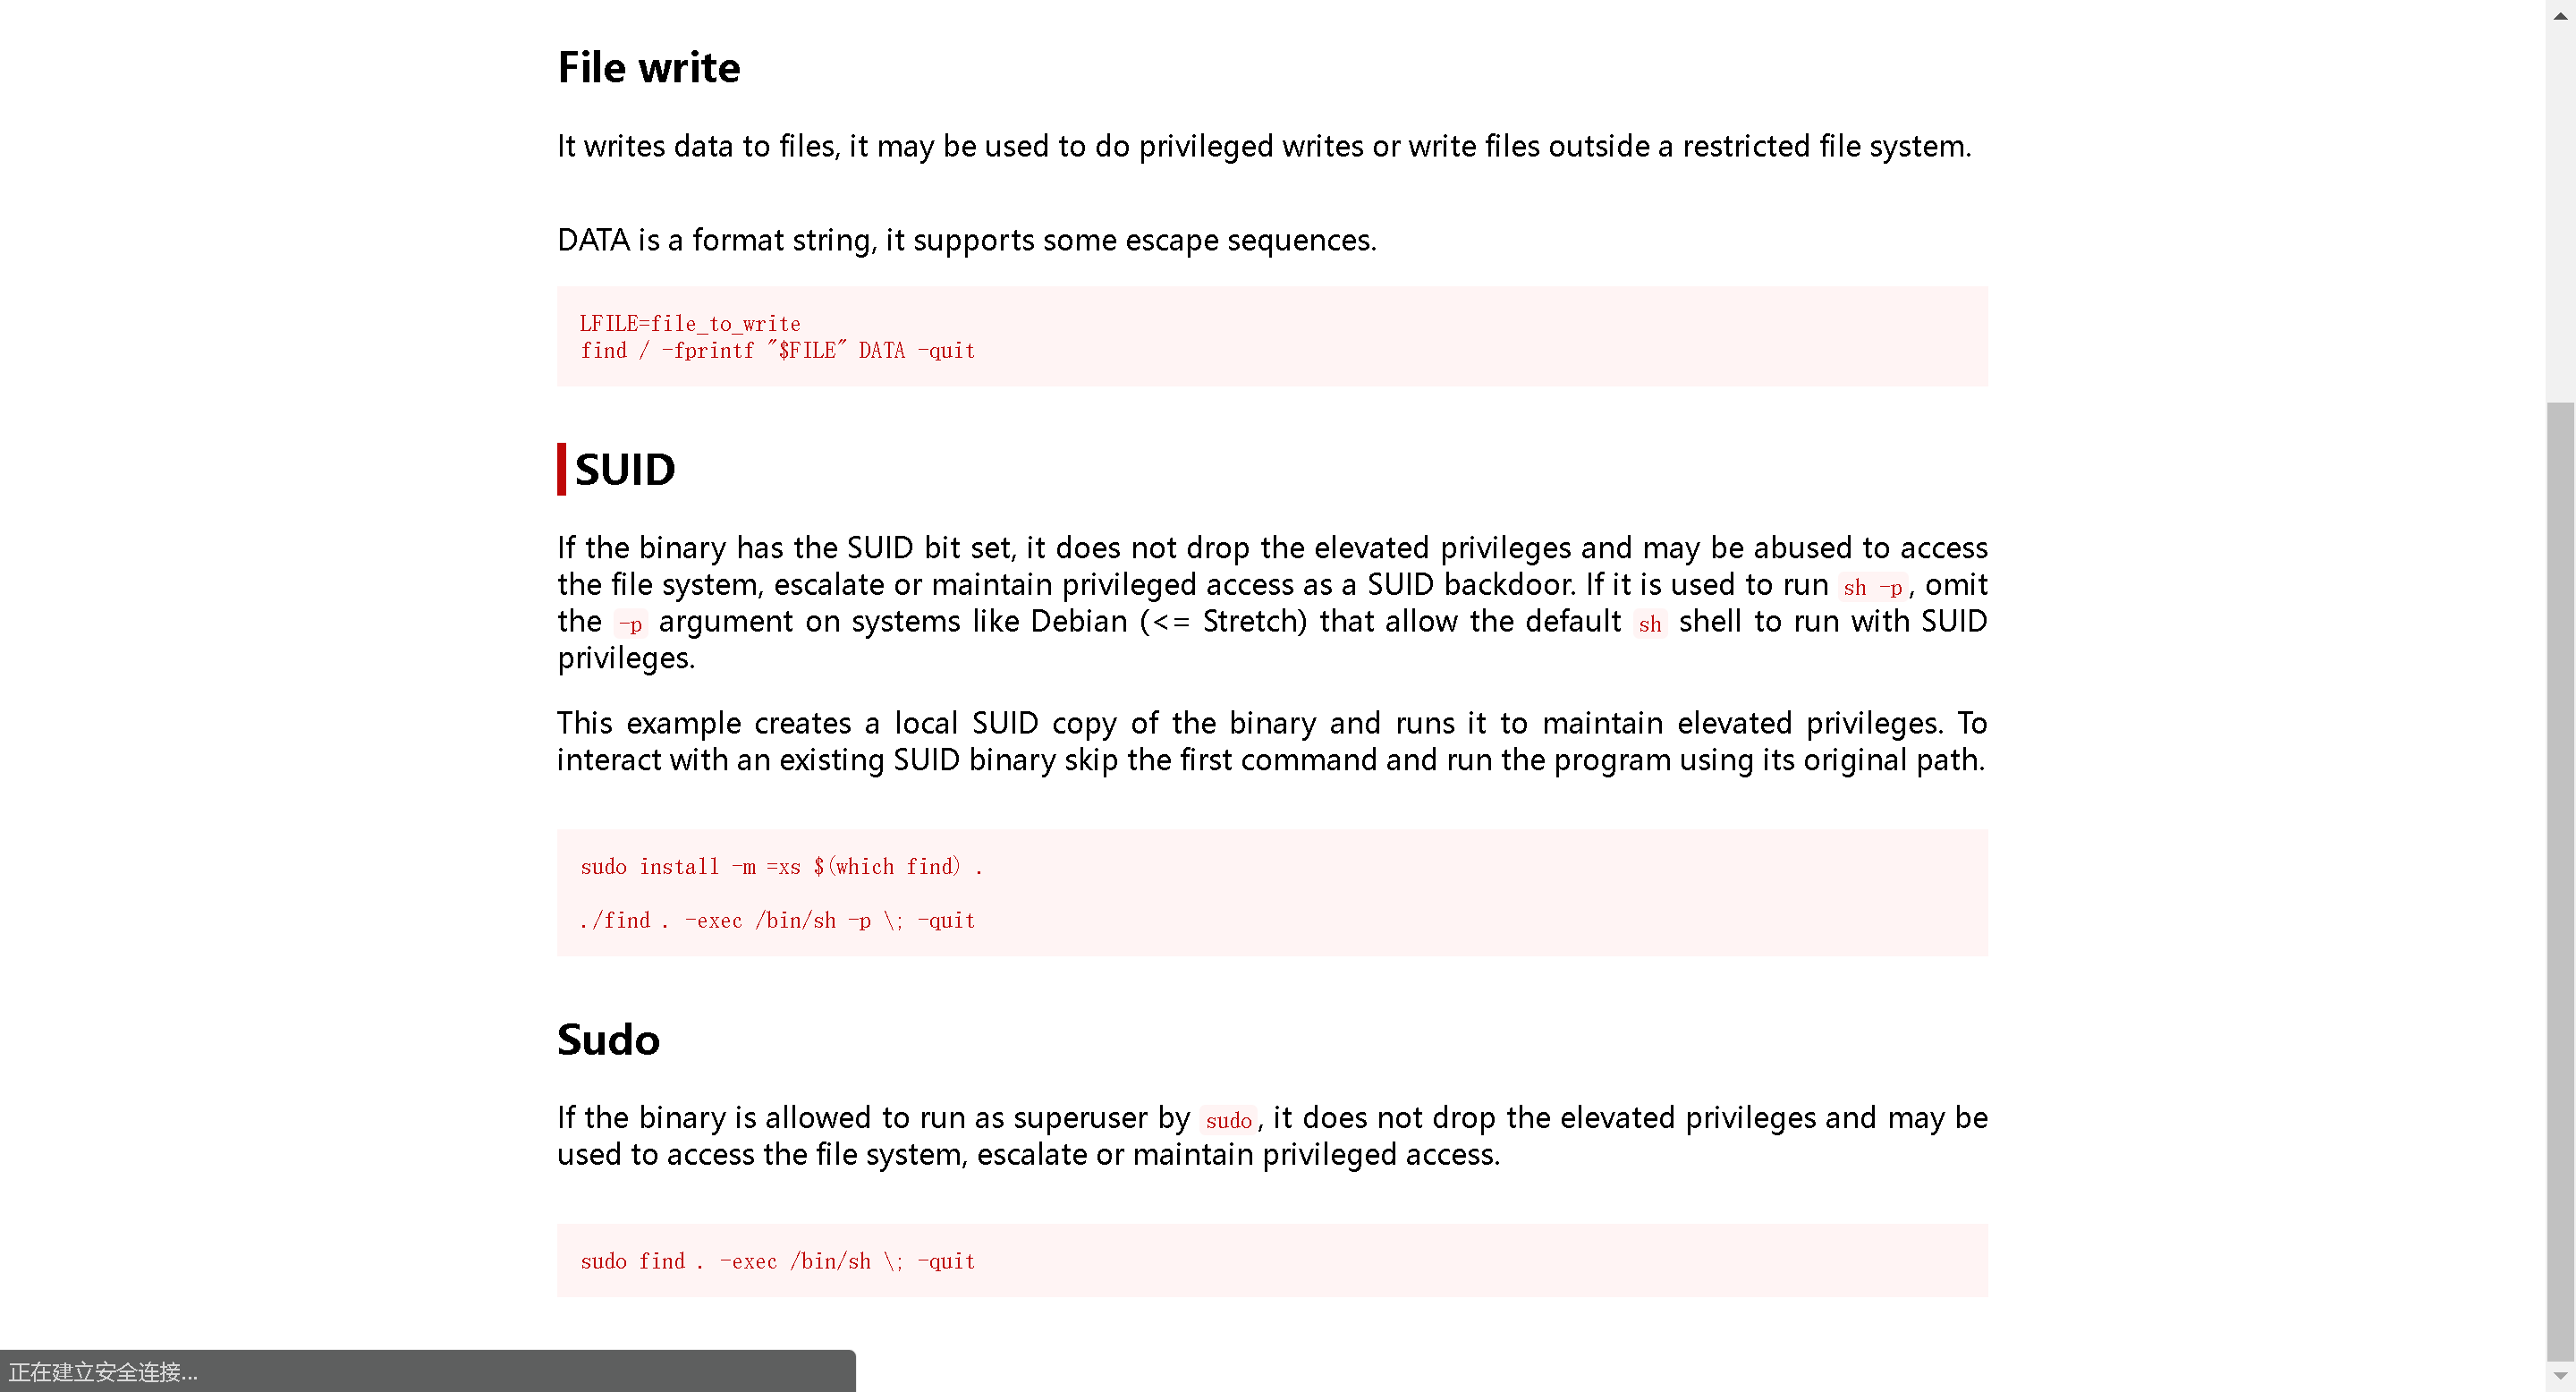 File write
It writes data to files, it may be used to do privileged writes or write files outside a restricted file system.
DATA is a format string, it supports some escape sequences.
LFILE=file_to_write
find / -fprintf "$FILE" DATA -quit
SUID
If the binary has the SUID bit set, it does not drop the elevated privileges and may be abused to access
the file system, escalate or maintain privileged access as a SUID backdoor. If it is used to run sh -p, omit
the -p argument on systems like Debian (<= Stretch) that allow the default sh shell to run with SUID
privileges.
This example creates a local SUID copy of the binary and runs it to maintain elevated privileges. To
interact with an existing SUID binary skip the first command and run the program using its original path.
sudo install -m =xs $(which find) .
./find . -exec /bin/sh -p \; -quit
Sudo
If the binary is allowed to run as superuser by sudo, it does not drop the elevated privileges and may be
used to access the file system, escalate or maintain privileged access.
sudo find . -exec /bin/sh \; -quit
正在建立安全连接...